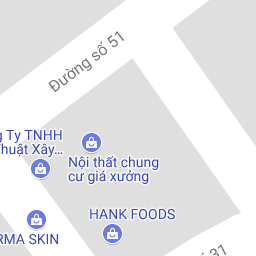 Đường số 51
g Ty TNHH
huật Xây...
Nội thất chung
cư giá xưởng
HANK FOODS
RMA SKIN
31